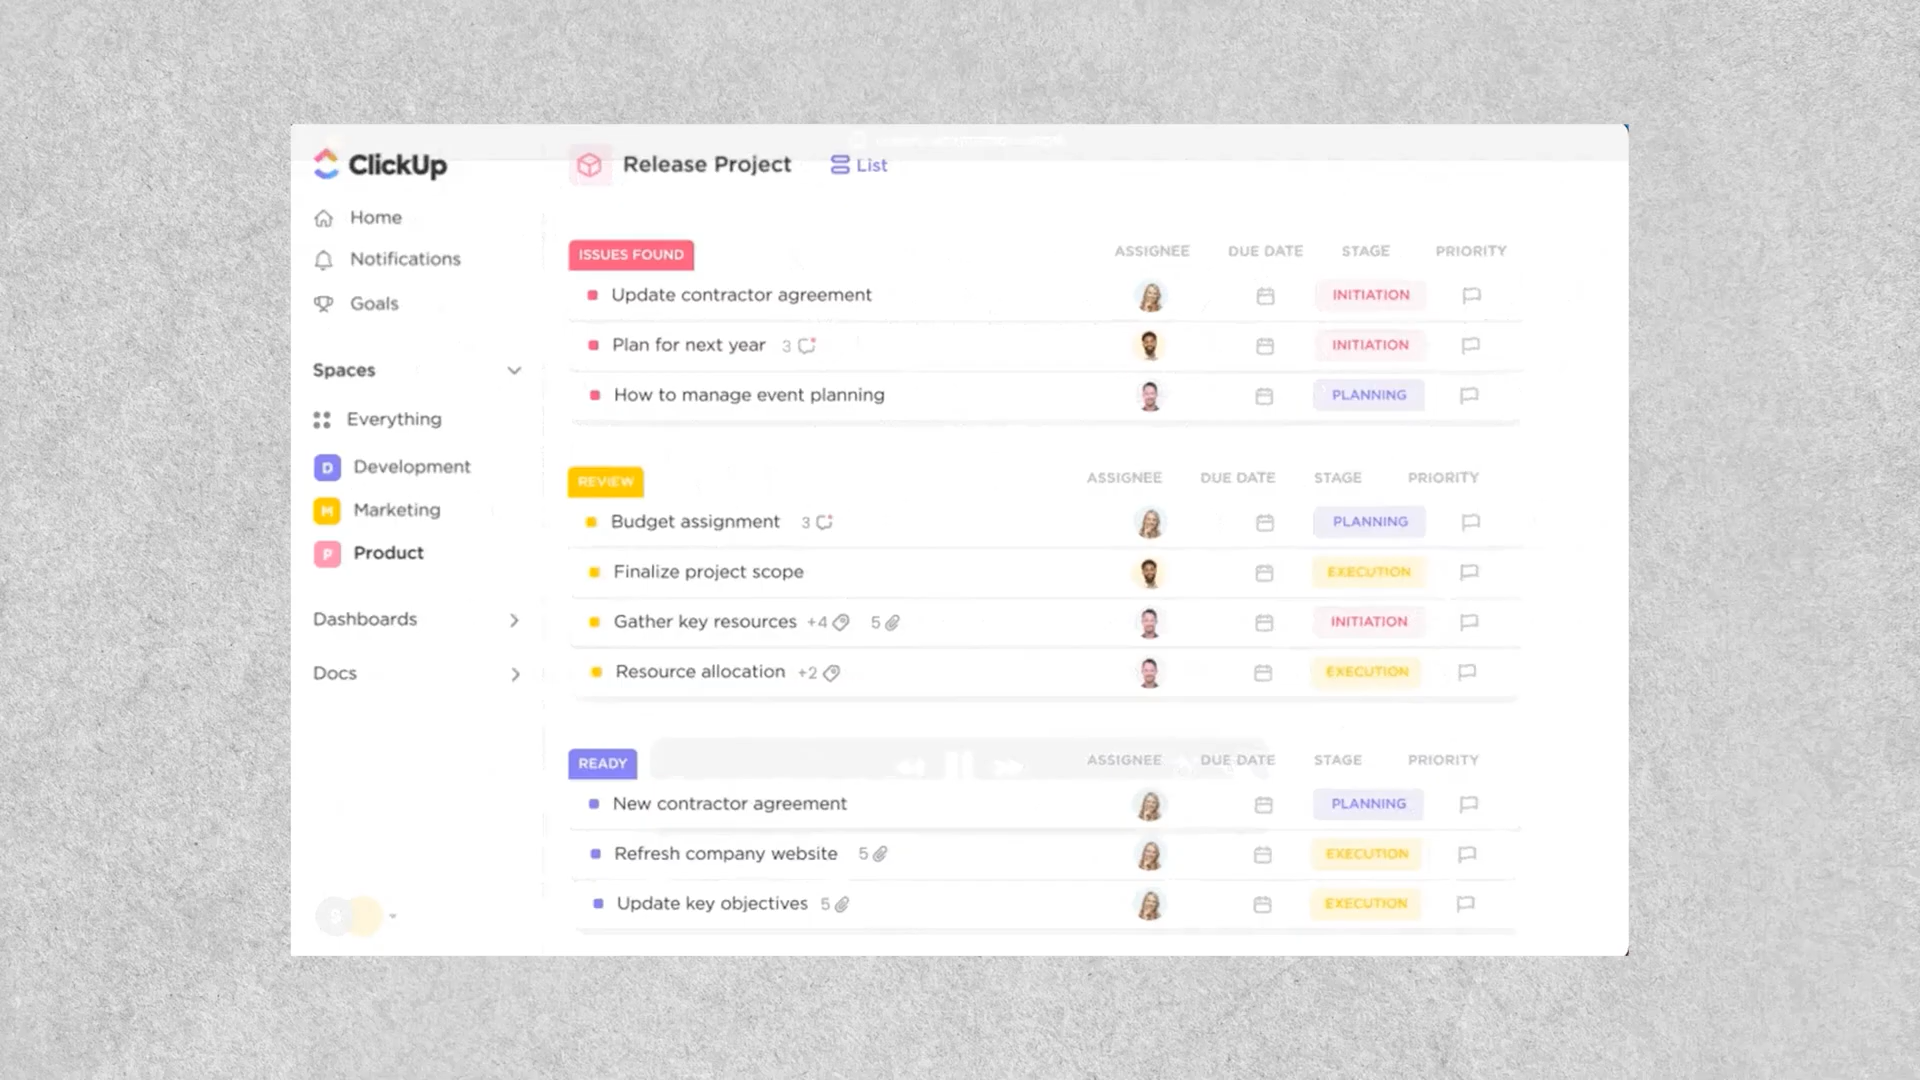 ClickUp
Release Project
List
Home
Notifications
Goals
Spaces
Everything
D Development
M Marketing
P Product
Dashboards
Docs
S
ISSUES FOUND ASSIGNEE DUE DATE STAGE PRIORITY
Update contractor agreement INITIATION
Plan for next year 3 INITIATION
How to manage event planning PLANNING
REVIEW ASSIGNEE DUE DATE STAGE PRIORITY
Budget assignment 3 PLANNING
Finalize project scope EXECUTION
Gather key resources +4 5 INITIATION
Resource allocation +2 EXECUTION
READY ASSIGNEE DUE DATE STAGE PRIORITY
New contractor agreement PLANNING
Refresh company website 5 EXECUTION
Update key objectives 5 EXECUTION